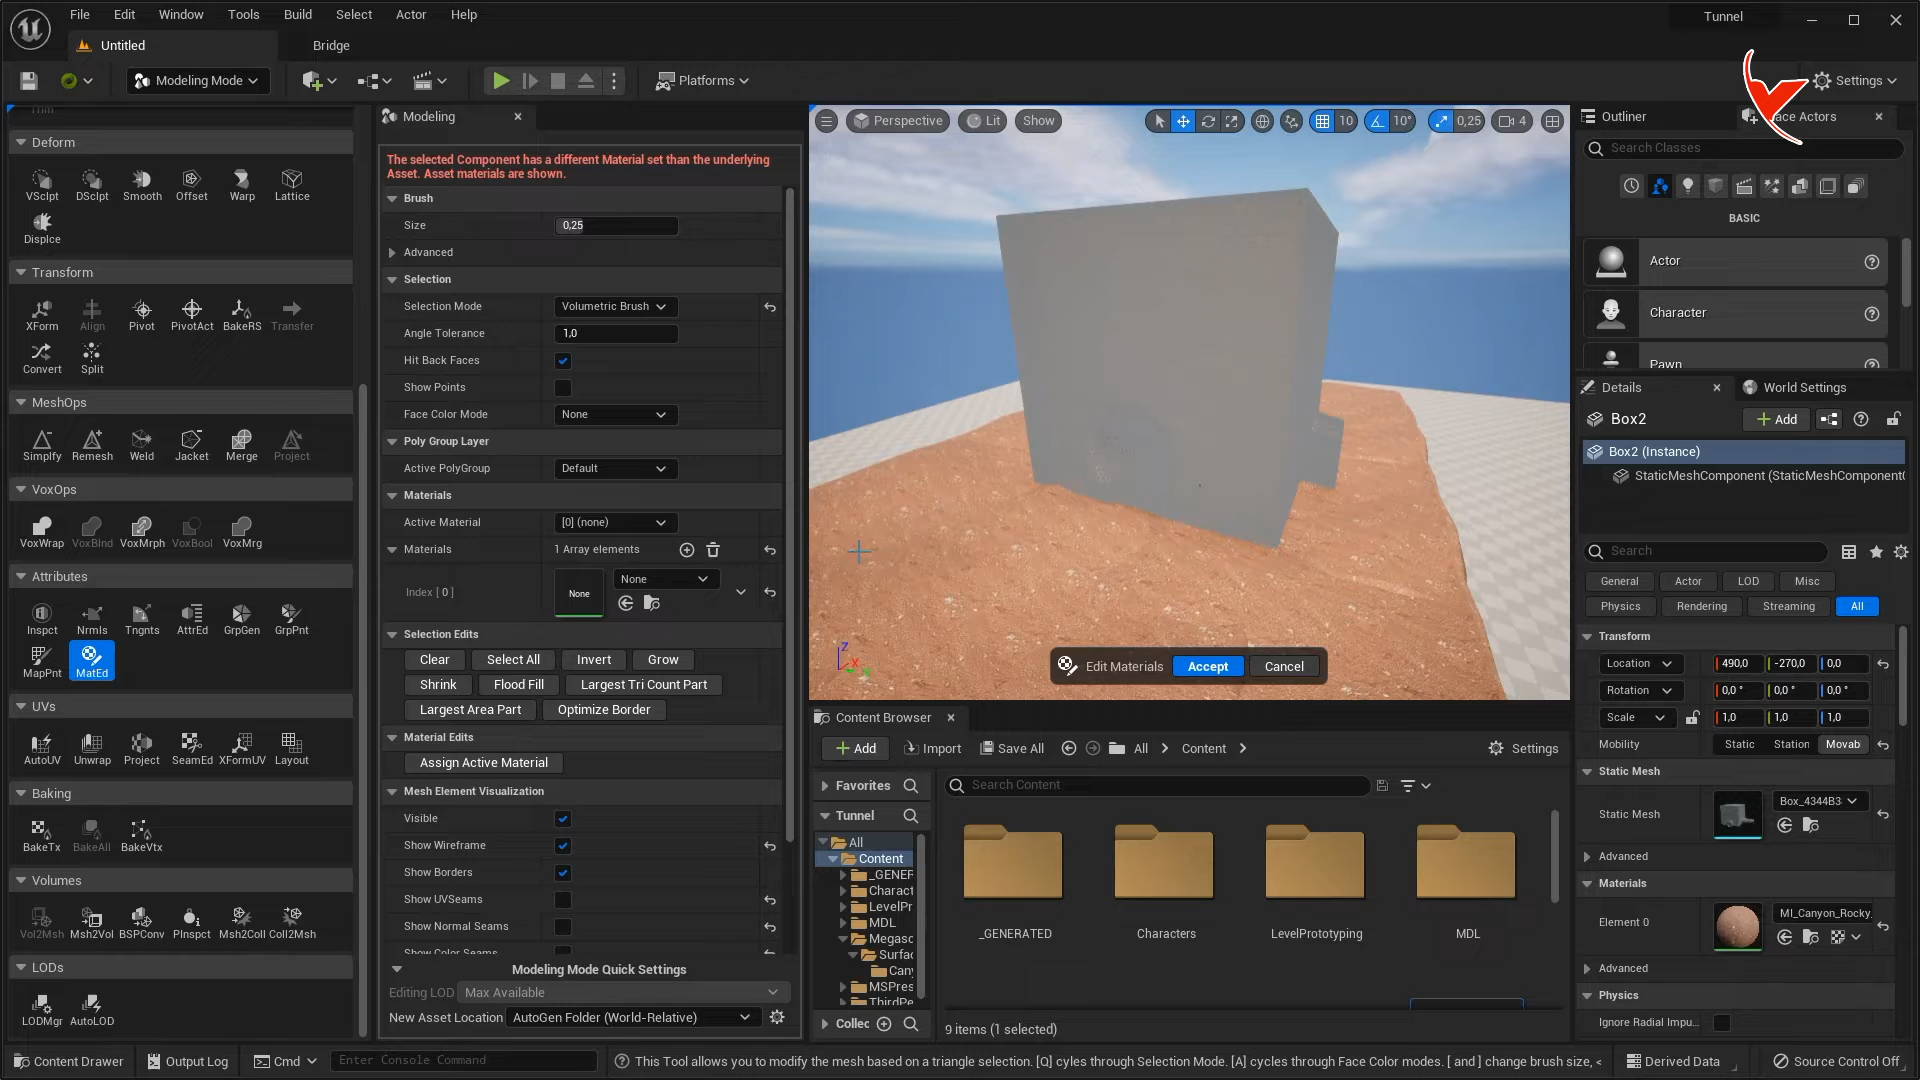 File Edit Window Tools Build Select Actor Help
Tunnel
Untitled
Bridge
Modeling Mode
Platforms
Settings
Deform
VSclpt DSclpt Smooth Offset Warp Lattice
Displce
Transform
XForm Align Pivot PivotAct BakeRS Transfer
Convert Split
MeshOps
Simplfy Remesh Weld Jacket Merge Project
VoxOps
VoxWrap VoxBlnd VoxMrph VoxBool VoxMrg
Attributes
Inspct Nrmls Tngnts AttrEd GrpGen GrpPnt
MapPnt MatEd
UVs
AutoUV Unwrap Project SeamEd XFormUV Layout
Baking
BakeTx BakeAll BakeVtx
Volumes
Vol2Msh Msh2Vol BSPConv PInspct Msh2Coll Coll2Msh
LODs
LODMgr AutoLOD
Modeling
The selected Component has a different Material set than the underlying
Asset. Asset materials are shown.
Brush
Size 0,25
Advanced
Selection
Selection Mode Volumetric Brush
Angle Tolerance 1,0
Hit Back Faces
Show Points
Face Color Mode None
Poly Group Layer
Active PolyGroup Default
Materials
Active Material [0] (none)
Materials 1 Array elements
Index [ 0 ] None None
Selection Edits
Clear Select All Invert Grow
Shrink Flood Fill Largest Tri Count Part
Largest Area Part Optimize Border
Material Edits
Assign Active Material
Mesh Element Visualization
Visible
Show Wireframe
Show Borders
Show UVSeams
Show Normal Seams
Show Color Seams
Modeling Mode Quick Settings
Editing LOD Max Available
New Asset Location AutoGen Folder (World-Relative)
Perspective Lit Show
10 10° 0,25 4
Z X Y
Edit Materials Accept Cancel
Content Browser
Add Import Save All All Content Settings
Favorites
Search Content
Tunnel
All
Content
_GENER
Charact
LevelPr
MDL
Megasc
Surfac
Cany
MSPres
ThirdPe
Collec
_GENERATED Characters LevelPrototyping MDL
9 items (1 selected)
Outliner
ace Actors
Search Classes
BASIC
Actor
Character
Pawn
Details
World Settings
Box2
Add
Box2 (Instance)
StaticMeshComponent (StaticMeshComponent
Search
General Actor LOD Misc
Physics Rendering Streaming All
Transform
Location 490,0 -270,0 0,0
Rotation 0,0 ° 0,0 ° 0,0 °
Scale 1,0 1,0 1,0
Mobility Static Station Movab
Static Mesh
Static Mesh Box_4344B3
Advanced
Materials
Element 0 MI_Canyon_Rocky_
Advanced
Physics
Ignore Radial Impu...
Content Drawer Output Log Cmd Enter Console Command This Tool allows you to modify the mesh based on a triangle selection. [Q] cyles through Selection Mode. [A] cycles through Face Color modes. [ and ] change brush size, < Derived Data Source Control Off